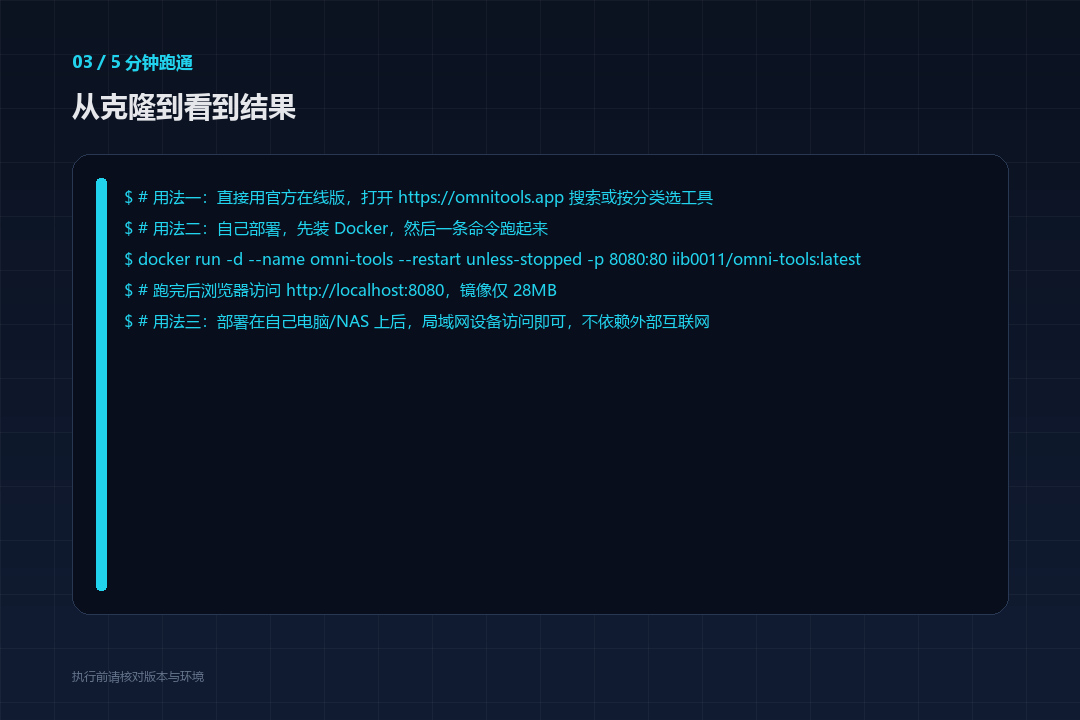 03 / 5 分钟跑通
从克隆到看到结果
$ # 用法一：直接用官方在线版，打开 https://omnitools.app 搜索或按分类选工具
$ # 用法二：自己部署，先装 Docker，然后一条命令跑起来
$ docker run -d --name omni-tools --restart unless-stopped -p 8080:80 iib0011/omni-tools:latest
$ # 跑完后浏览器访问 http://localhost:8080，镜像仅 28MB
$ # 用法三：部署在自己电脑/NAS 上后，局域网设备访问即可，不依赖外部互联网
执行前请核对版本与环境